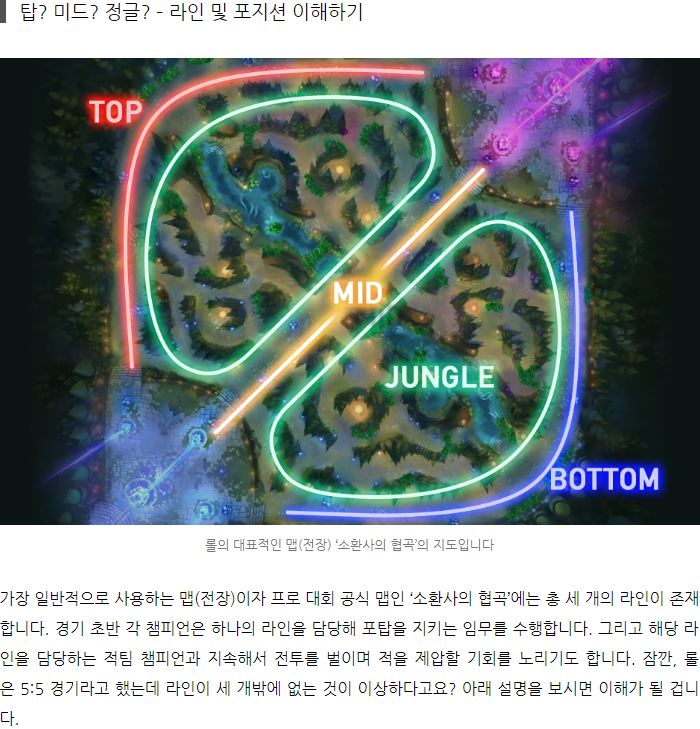 탑? 미드? 정글? - 라인 및 포지션 이해하기
TOP
MID
JUNGLE
BOTTOM
롤의 대표적인 맵(전장) ‘소환사의 협곡’의 지도입니다
가장 일반적으로 사용하는 맵(전장)이자 프로 대회 공식 맵인 ‘소환사의 협곡’에는 총 세 개의 라인이 존재
합니다. 경기 초반 각 챔피언은 하나의 라인을 담당해 포탑을 지키는 임무를 수행합니다. 그리고 해당 라
인을 담당하는 적팀 챔피언과 지속해서 전투를 벌이며 적을 제압할 기회를 노리기도 합니다. 잠깐, 롤
은 5:5 경기라고 했는데 라인이 세 개밖에 없는 것이 이상하다고요? 아래 설명을 보시면 이해가 될 겁니
다.